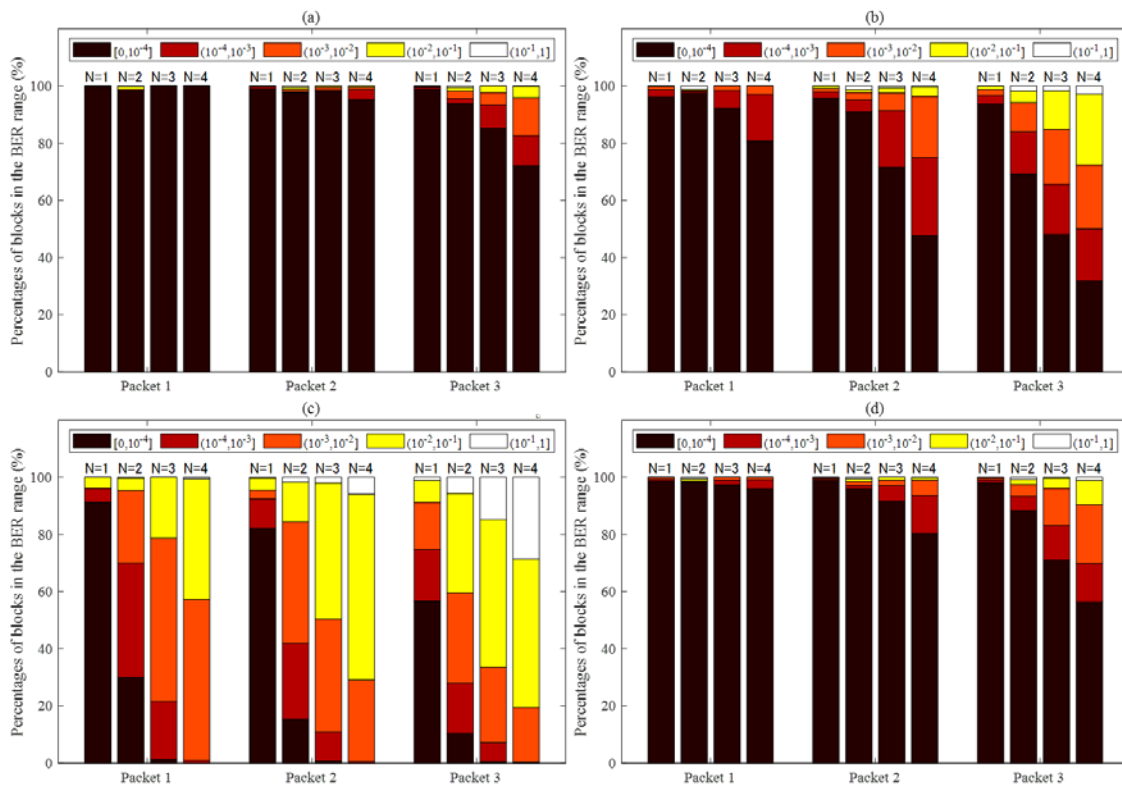 (a)
[0,10⁻⁴] (10⁻⁴,10⁻³] (10⁻³,10⁻²] (10⁻²,10⁻¹] (10⁻¹,1]
N=1 N=2 N=3 N=4 N=1 N=2 N=3 N=4 N=1 N=2 N=3 N=4
Percentages of blocks in the BER range (%)
100
80
60
40
20
0
Packet 1 Packet 2 Packet 3
(b)
[0,10⁻⁴] (10⁻⁴,10⁻³] (10⁻³,10⁻²] (10⁻²,10⁻¹] (10⁻¹,1]
N=1 N=2 N=3 N=4 N=1 N=2 N=3 N=4 N=1 N=2 N=3 N=4
Percentages of blocks in the BER range (%)
100
80
60
40
20
0
Packet 1 Packet 2 Packet 3
(c)
[0,10⁻⁴] (10⁻⁴,10⁻³] (10⁻³,10⁻²] (10⁻²,10⁻¹] (10⁻¹,1]
N=1 N=2 N=3 N=4 N=1 N=2 N=3 N=4 N=1 N=2 N=3 N=4
Percentages of blocks in the BER range (%)
100
80
60
40
20
0
Packet 1 Packet 2 Packet 3
(d)
[0,10⁻⁴] (10⁻⁴,10⁻³] (10⁻³,10⁻²] (10⁻²,10⁻¹] (10⁻¹,1]
N=1 N=2 N=3 N=4 N=1 N=2 N=3 N=4 N=1 N=2 N=3 N=4
Percentages of blocks in the BER range (%)
100
80
60
40
20
0
Packet 1 Packet 2 Packet 3